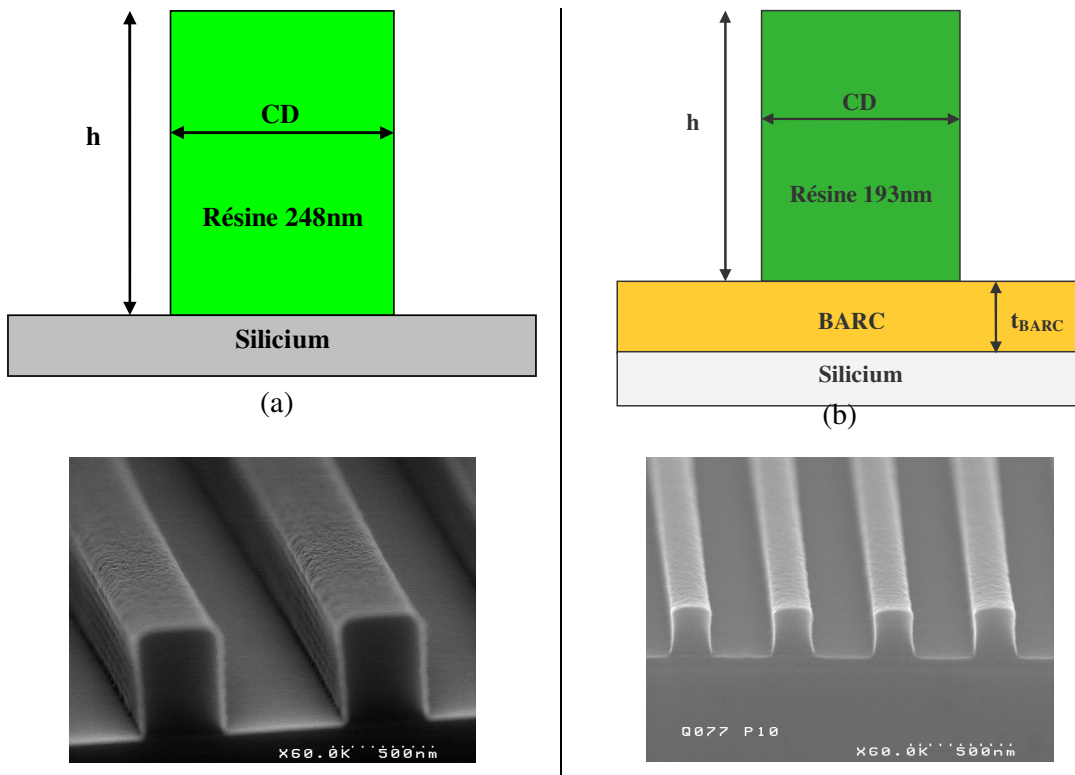 h
CD
Résine 248nm
Silicium
(a)
X60.0K 500nm
h
CD
Résine 193nm
BARC
tBARC
Silicium
(b)
Q077 P10
X60.0K 500nm